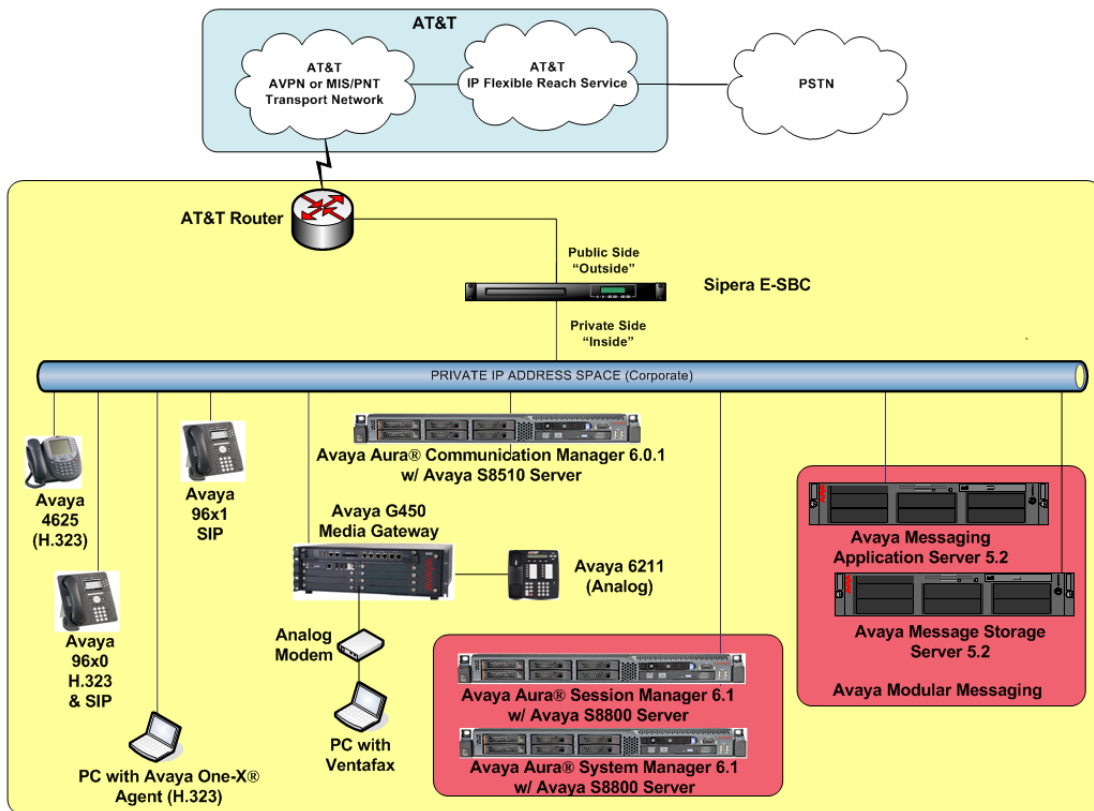 AT&T
AT&T
AVPN or MIS/PNT
Transport Network
AT&T
IP Flexible Reach Service
PSTN
AT&T Router
Public Side
“Outside”
Sipera E-SBC
Private Side
“Inside”
PRIVATE IP ADDRESS SPACE (Corporate)
Avaya
4625
(H.323)
Avaya
96x1
SIP
Avaya Aura® Communication Manager 6.0.1
w/ Avaya S8510 Server
Avaya G450
Media Gateway
AVAYA
Avaya 6211
(Analog)
Avaya Messaging
Application Server 5.2
Avaya Message Storage
Server 5.2
Avaya Modular Messaging
Avaya
96x0
H.323
& SIP
Analog
Modem
PC with
Ventafax
PC with Avaya One-X®
Agent (H.323)
Avaya Aura® Session Manager 6.1
w/ Avaya S8800 Server
Avaya Aura® System Manager 6.1
w/ Avaya S8800 Server